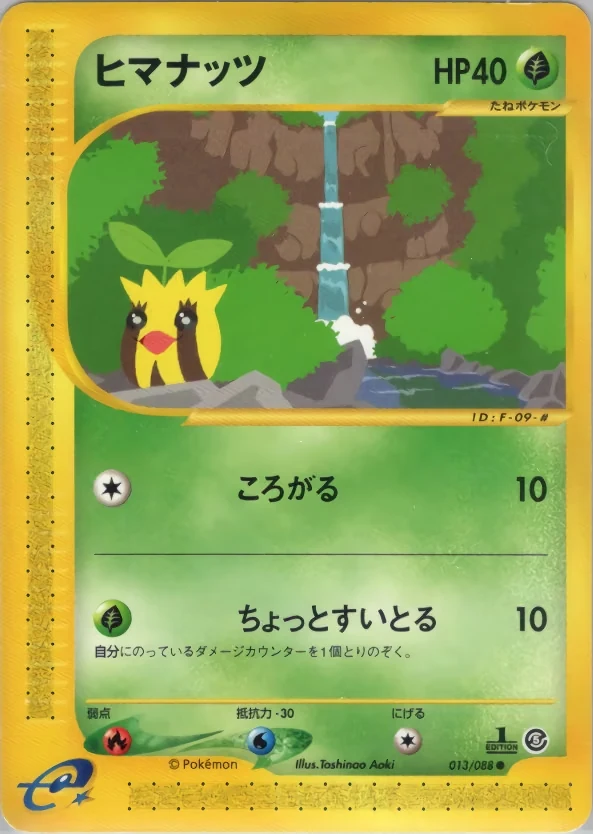 ヒマナッツ HP40
たねポケモン
ID:F-09-#
ころがる 10
ちょっとすいとる 10
自分にのっているダメージカウンターを1個とりのぞく。
弱点 抵抗力・30 にげる
© Pokémon Illus.Toshinao Aoki 1 EDITION 5 013/088 ●
e